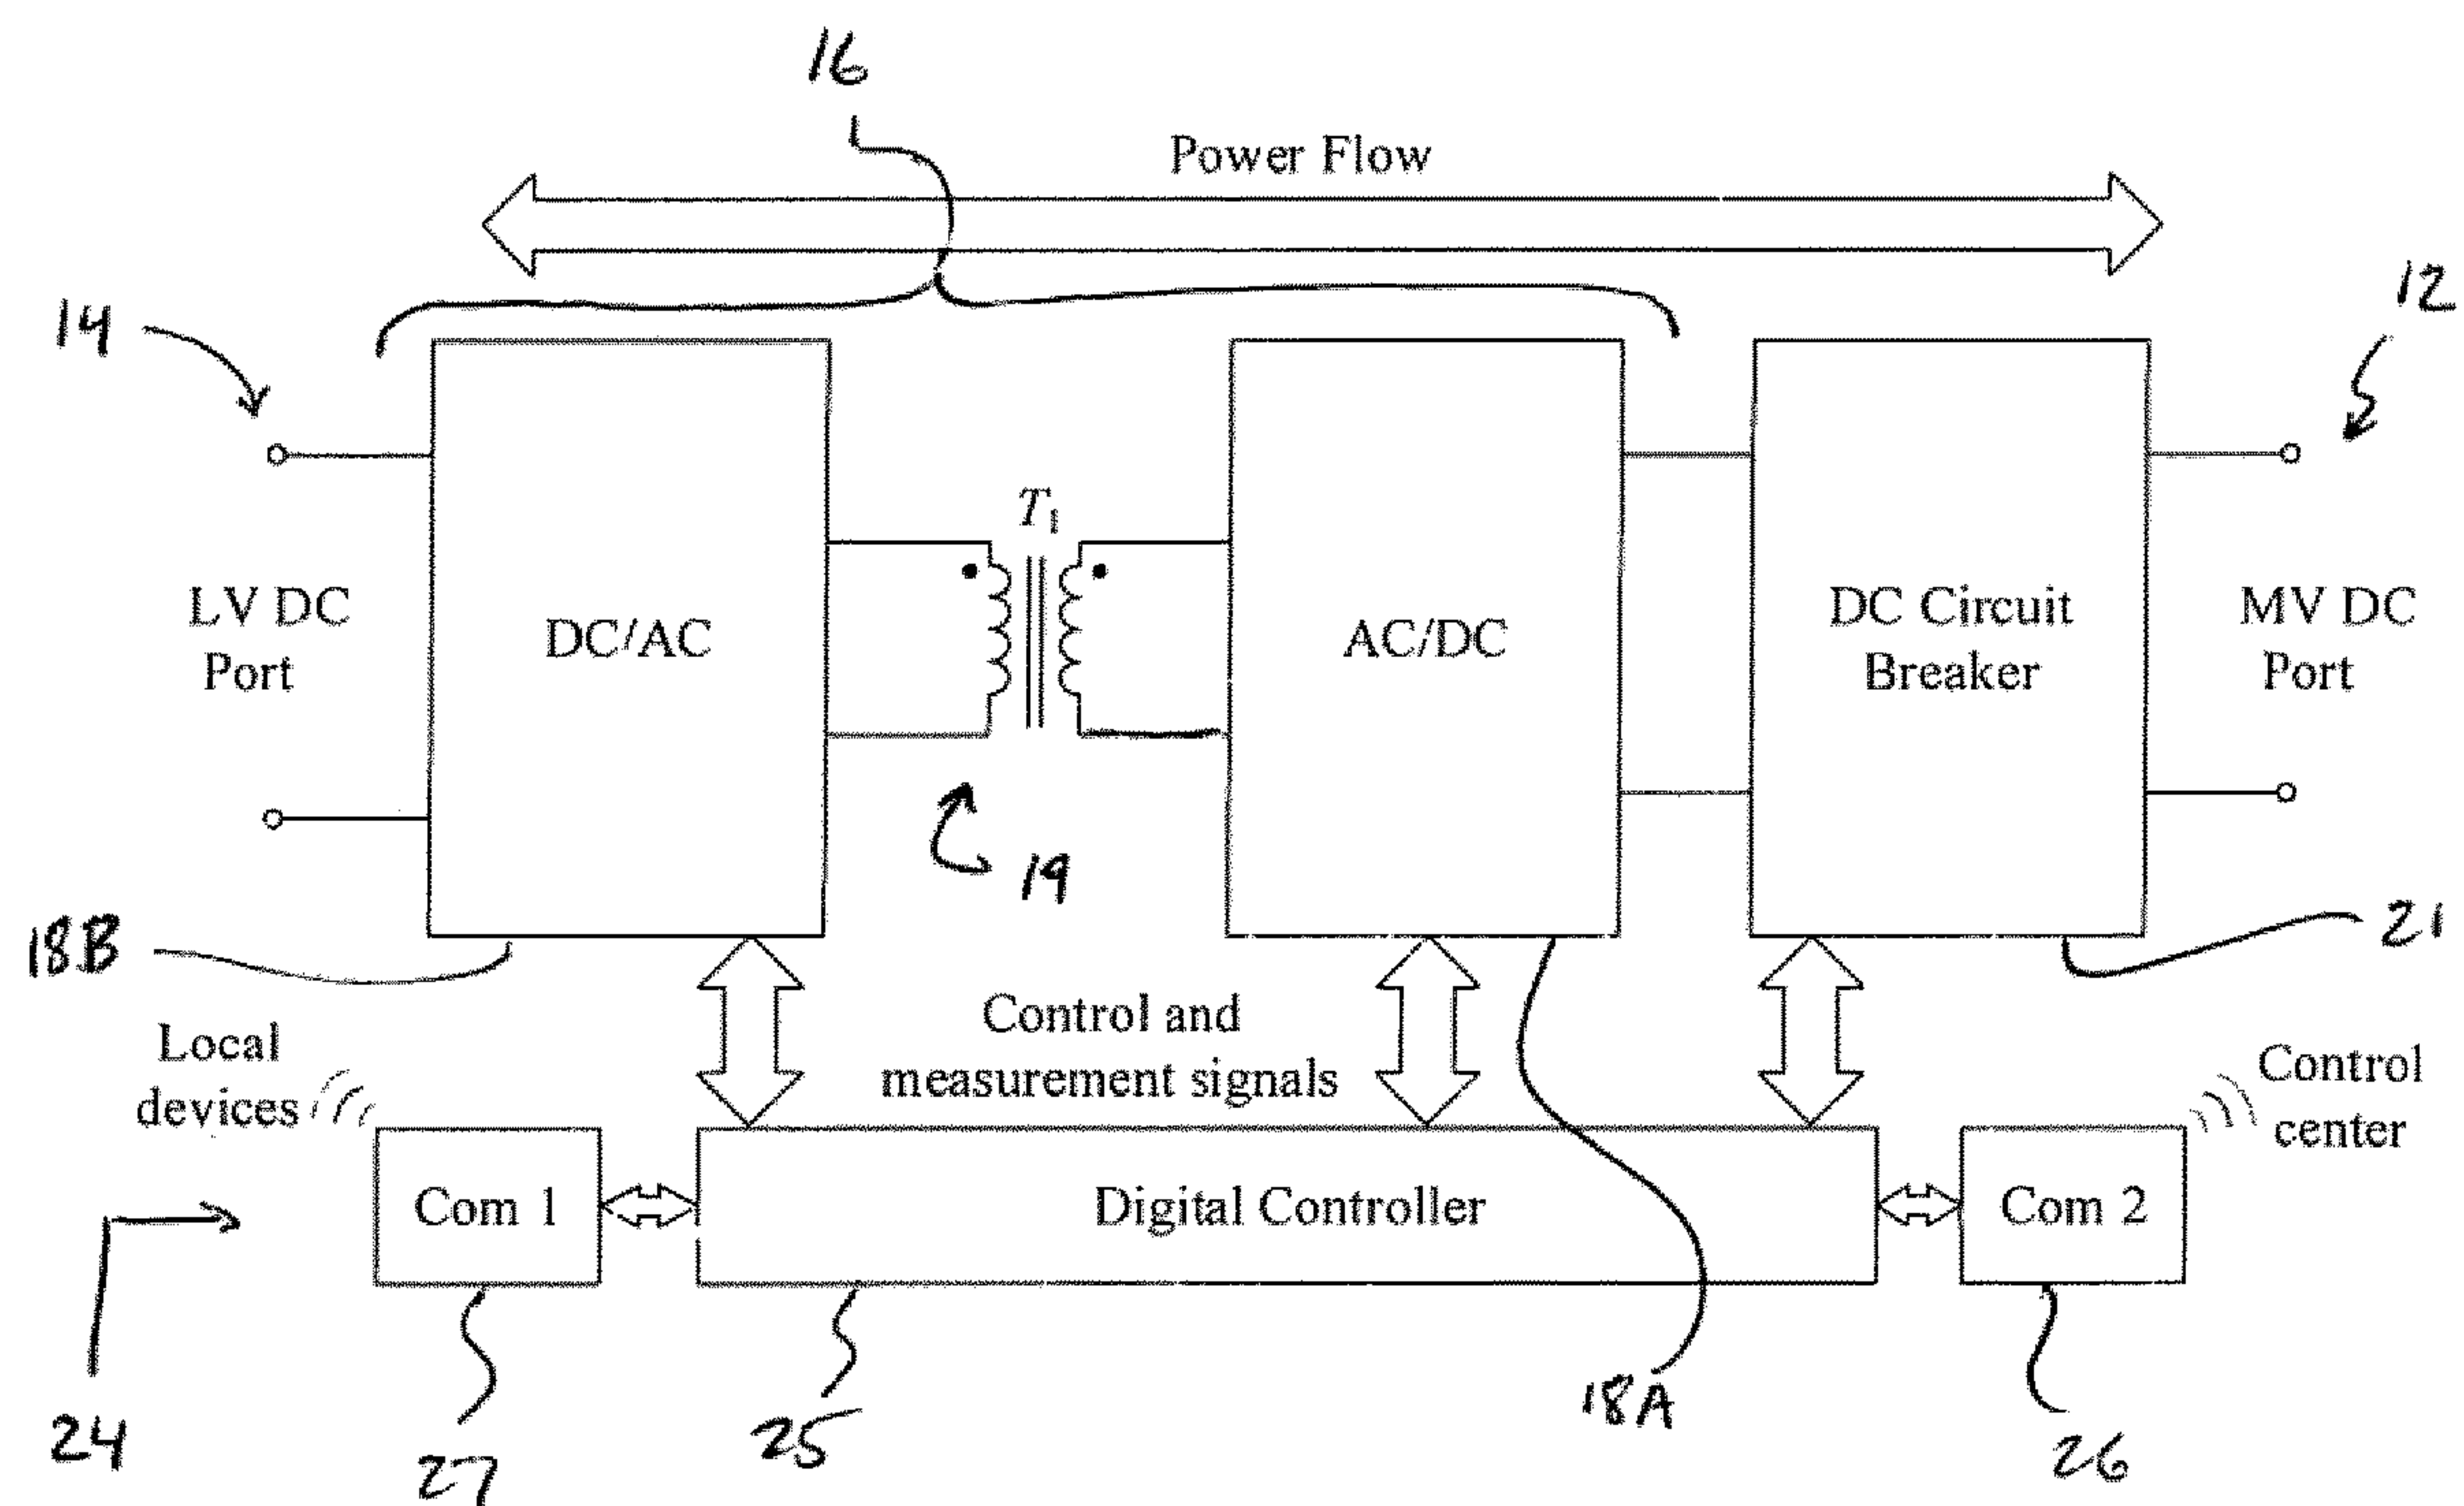 16
Power Flow
14
12
T1
LV DC
Port
DC/AC
AC/DC
DC Circuit
Breaker
MV DC
Port
19
18B
21
Local
devices
Control and
measurement signals
Control
center
Com 1
Digital Controller
Com 2
24
27
25
18A
26